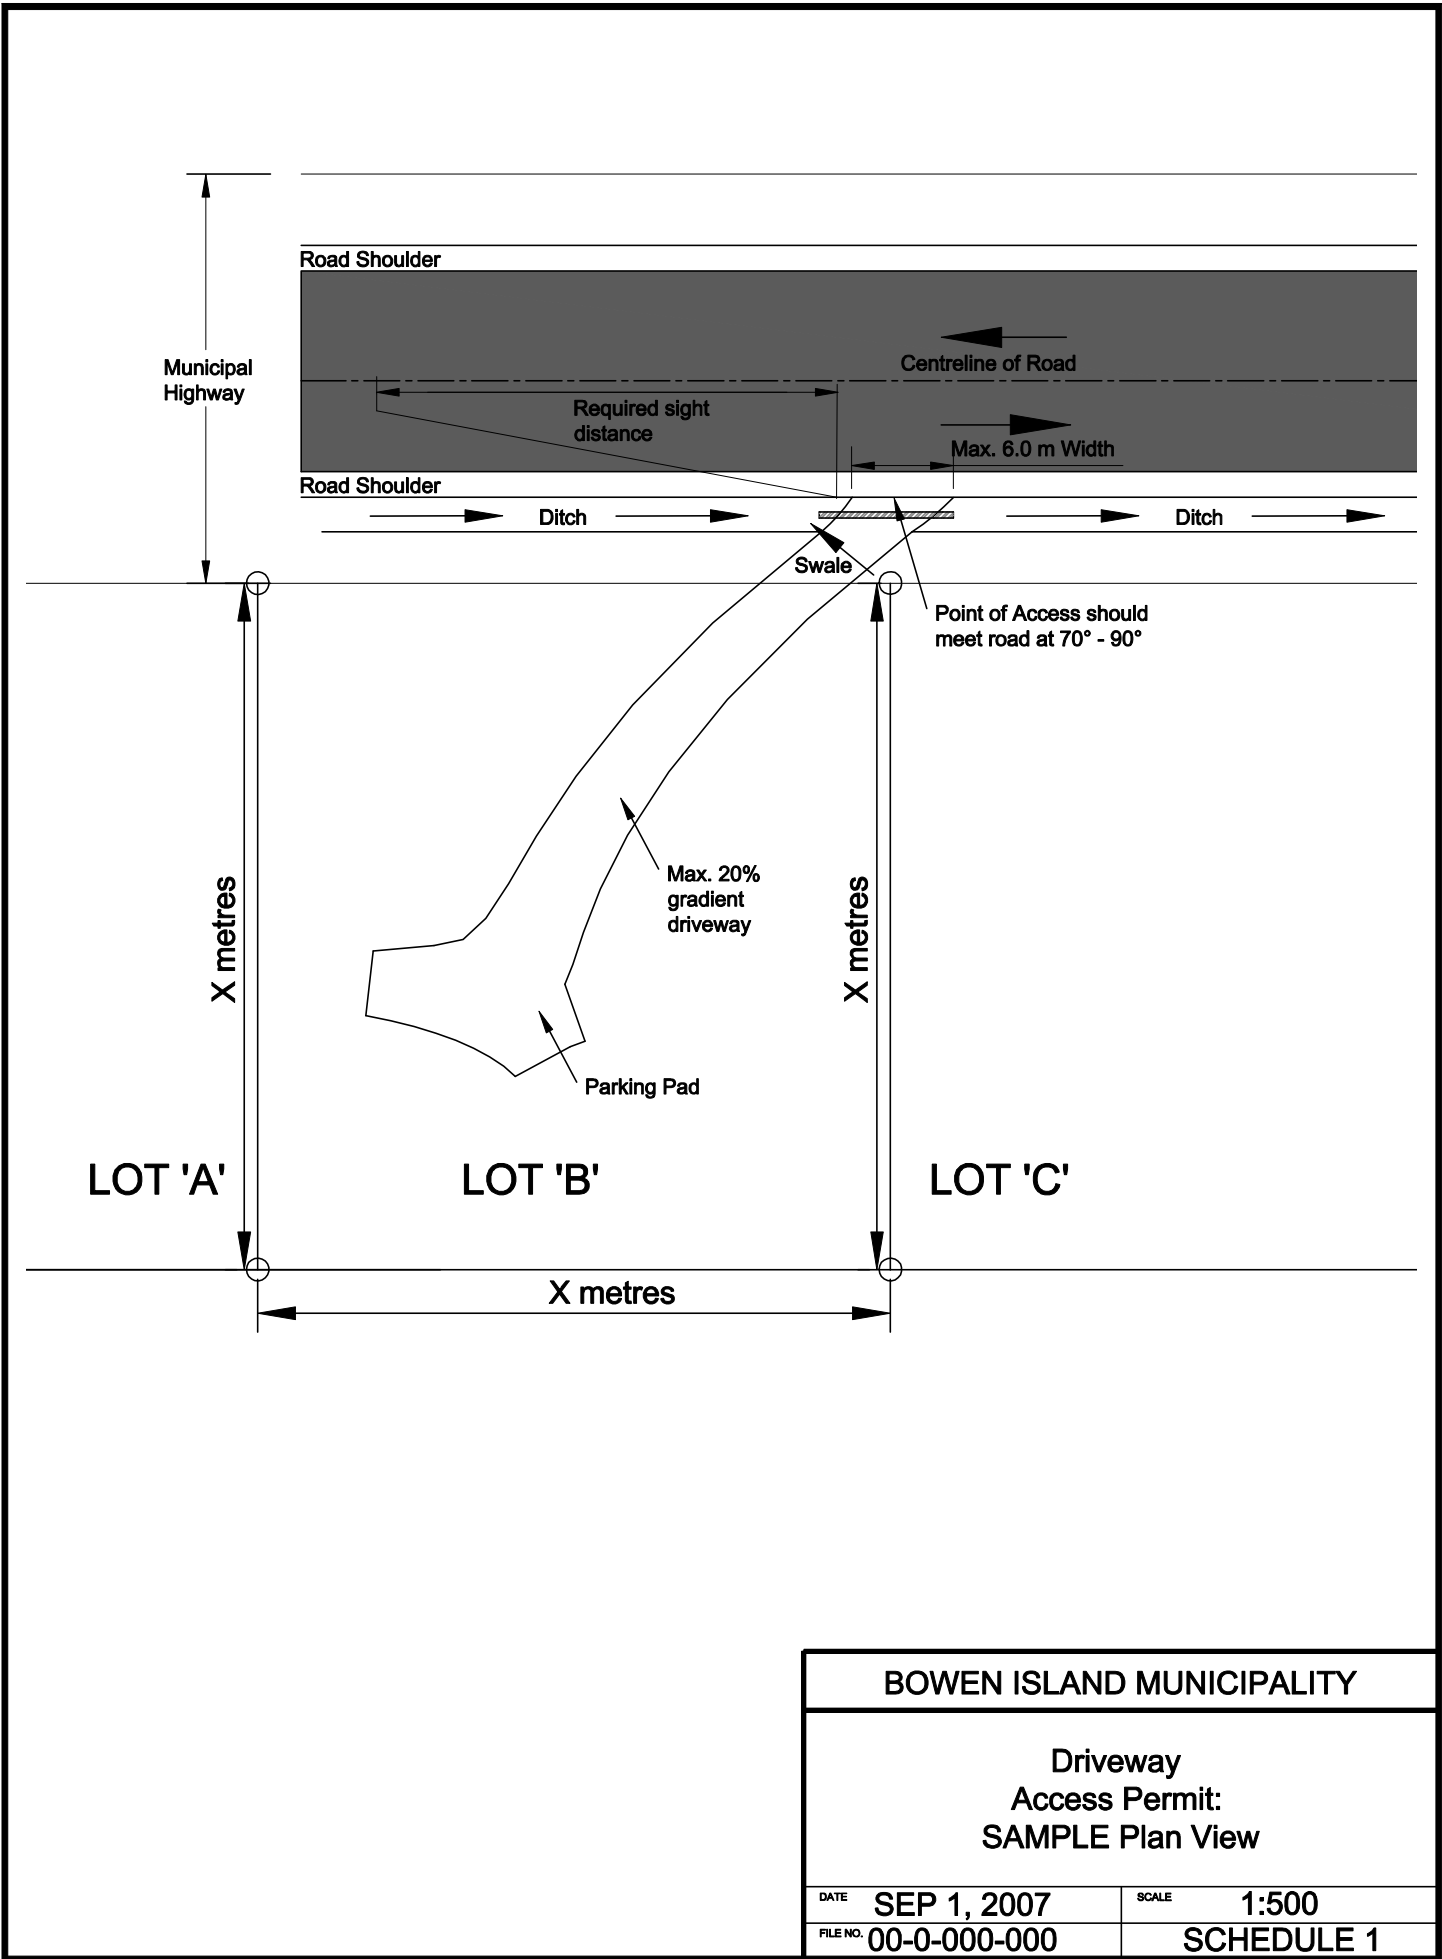 Road Shoulder
Municipal
Highway
Centreline of Road
Required sight
distance
Max. 6.0 m Width
Road Shoulder
Ditch
Ditch
Swale
Point of Access should
meet road at 70° - 90°
Max. 20%
gradient
driveway
X metres
X metres
Parking Pad
LOT 'A'
LOT 'B'
LOT 'C'
X metres
BOWEN ISLAND MUNICIPALITY
Driveway
Access Permit:
SAMPLE Plan View
DATE SEP 1, 2007
SCALE 1:500
FILE NO. 00-0-000-000
SCHEDULE 1